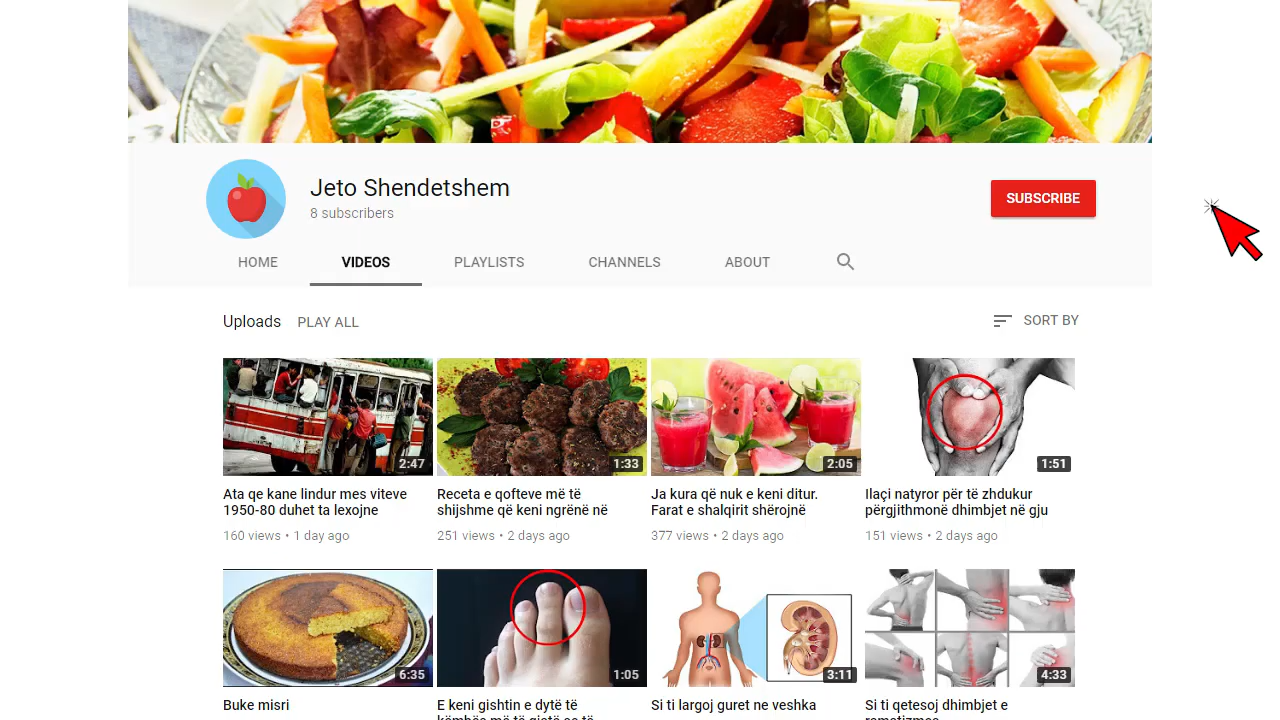 Jeto Shendetshem
8 subscribers
SUBSCRIBE
HOME VIDEOS PLAYLISTS CHANNELS ABOUT
Uploads PLAY ALL SORT BY
2:47 1:33 2:05 1:51
Ata qe kane lindur mes viteve
1950-80 duhet ta lexojne
160 views • 1 day ago
Receta e qofteve më të
shijshme që keni ngrënë në
251 views • 2 days ago
Ja kura që nuk e keni ditur.
Farat e shalqirit shërojnë
377 views • 2 days ago
Ilaçi natyror për të zhdukur
përgjithmonë dhimbjet në gju
151 views • 2 days ago
6:35 1:05 3:11 4:33
Buke misri
E keni gishtin e dytë të
Si ti largoj guret ne veshka
Si ti qetesoj dhimbjet e